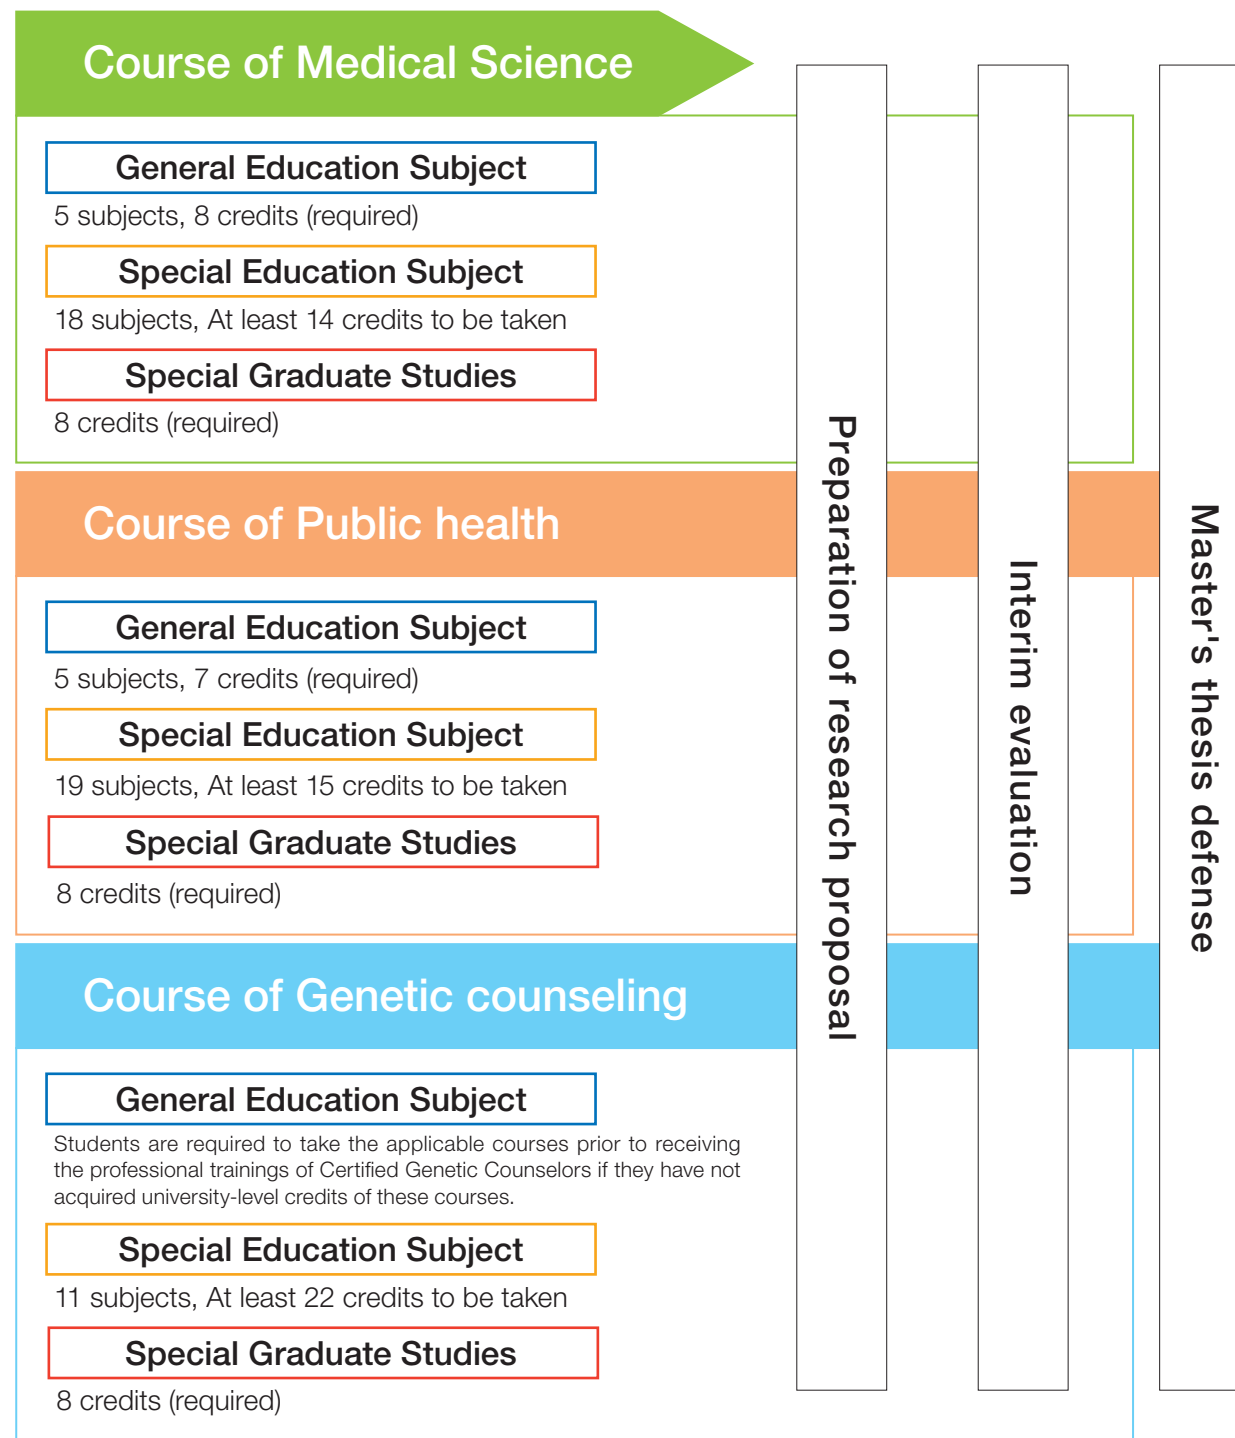 Course of Medical Science
General Education Subject
5 subjects, 8 credits (required)
Special Education Subject
18 subjects, At least 14 credits to be taken
Special Graduate Studies
8 credits (required)
Course of Public health
General Education Subject
5 subjects, 7 credits (required)
Special Education Subject
19 subjects, At least 15 credits to be taken
Special Graduate Studies
8 credits (required)
Course of Genetic counseling
General Education Subject
Students are required to take the applicable courses prior to receiving
the professional trainings of Certified Genetic Counselors if they have not
acquired university-level credits of these courses.
Special Education Subject
11 subjects, At least 22 credits to be taken
Special Graduate Studies
8 credits (required)
Preparation of research proposal
Interim evaluation
Master's thesis defense